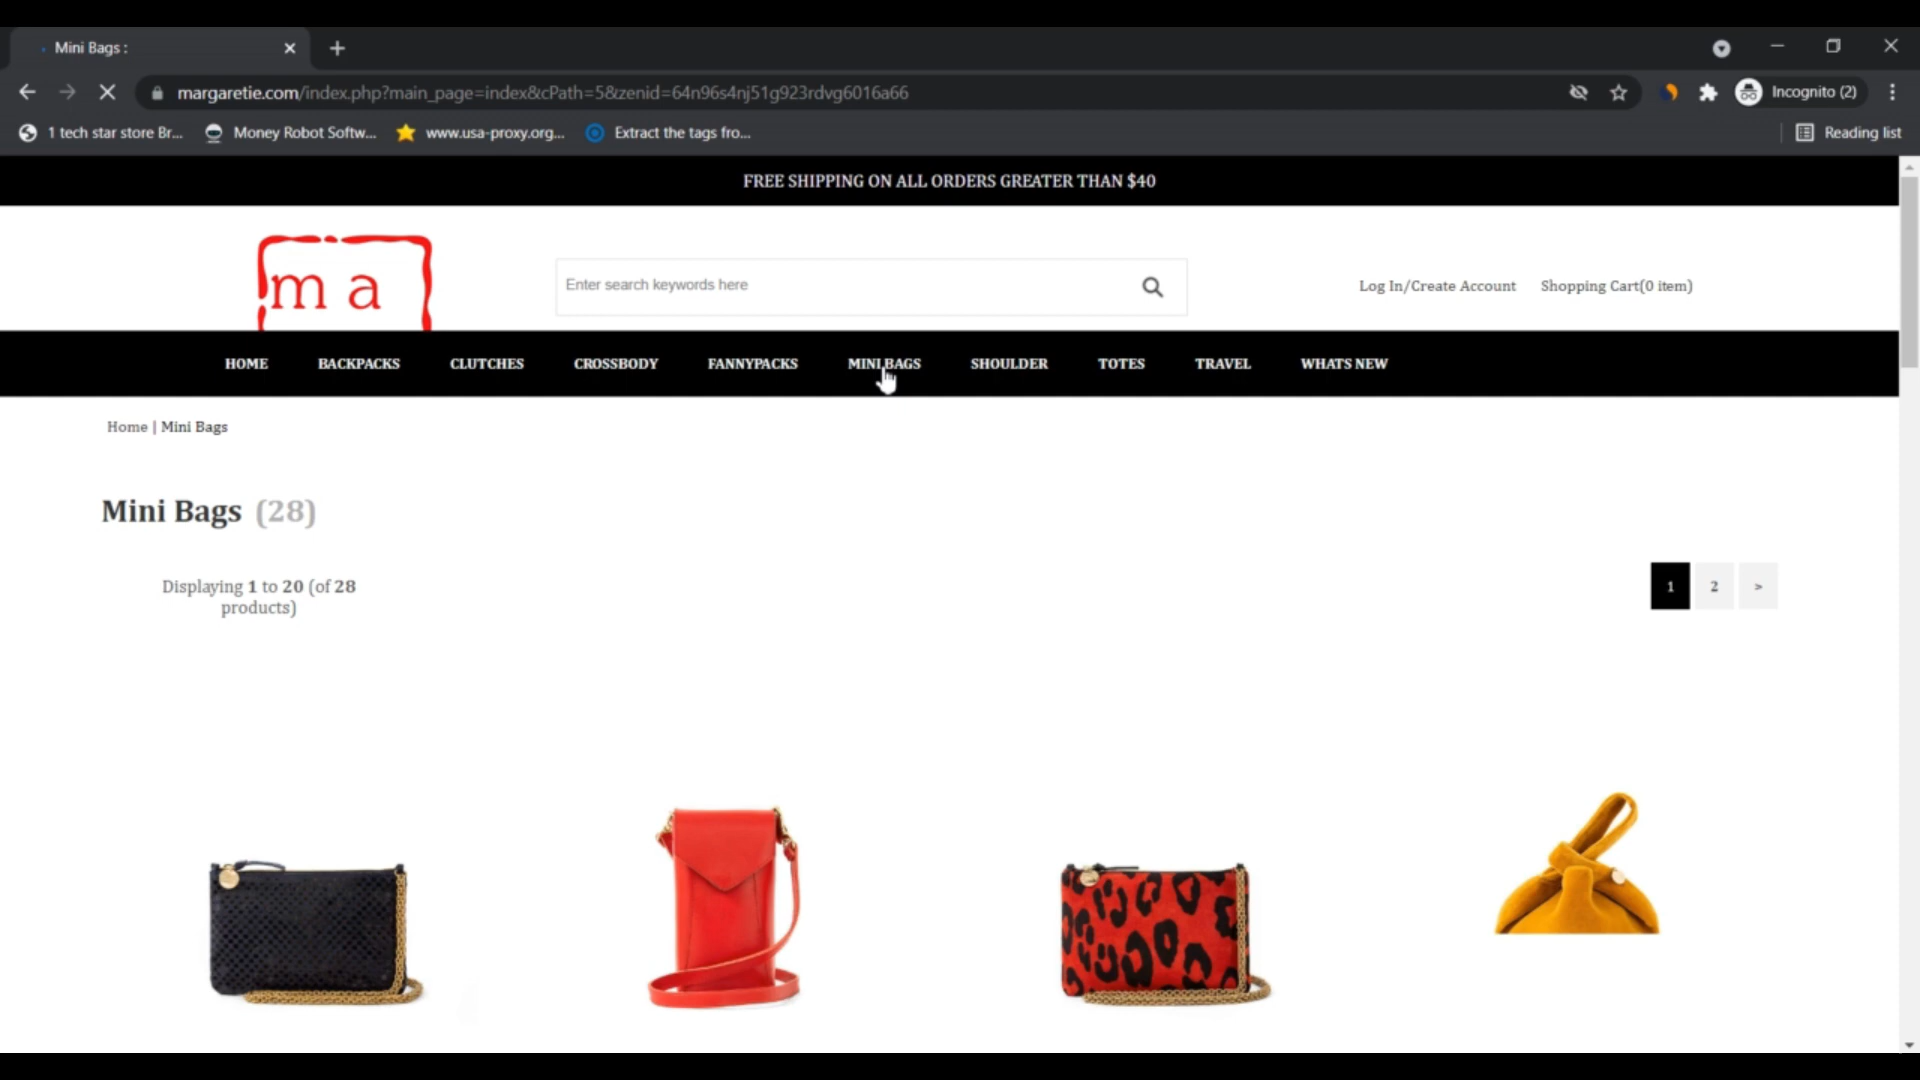 Mini Bags :
margaretie.com/index.php?main_page=index&cPath=5&zenid=64n96s4nj51g923rdvg6016a66
Incognito (2)
1 tech star store Br...
Money Robot Softw...
www.usa-proxy.org...
Extract the tags fro...
Reading list
FREE SHIPPING ON ALL ORDERS GREATER THAN $40
m a
Enter search keywords here
Log In/Create Account
Shopping Cart(0 item)
HOME
BACKPACKS
CLUTCHES
CROSSBODY
FANNYPACKS
MINI BAGS
SHOULDER
TOTES
TRAVEL
WHATS NEW
Home | Mini Bags
Mini Bags (28)
Displaying 1 to 20 (of 28
products)
1
2
>